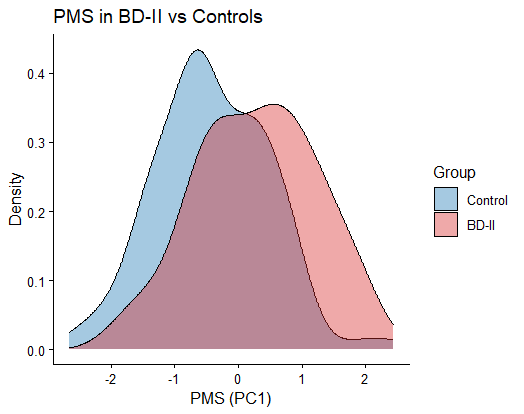 PMS in BD-II vs Controls
0.4
0.3
0.2
0.1
0.0
Density
-2 -1 0 1 2
PMS (PC1)
Group
Control
BD-II